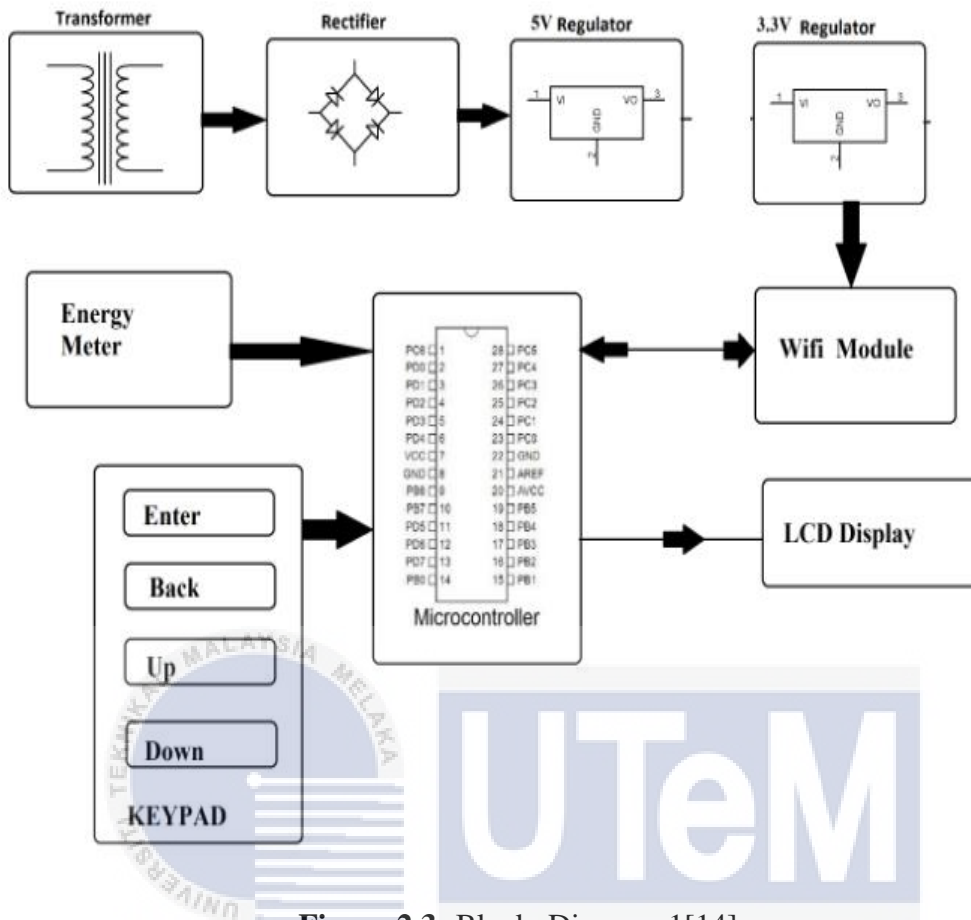 Transformer
Rectifier
5V Regulator
3.3V Regulator
1 VI VO 3
GND
2
1 VI VO 3
GND
2
Energy
Meter
PC6 1 28 PC5
PD0 2 27 PC4
PD1 3 26 PC3
PD2 4 25 PC2
PD3 5 24 PC1
PD4 6 23 PC0
VCC 7 22 GND
GND 8 21 AREF
PB6 9 20 AVCC
PB7 10 19 PB5
PD5 11 18 PB4
PD6 12 17 PB3
PD7 13 16 PB2
PB0 14 15 PB1
Microcontroller
Wifi Module
LCD Display
Enter
Back
Up
Down
KEYPAD
UNIVERSITI TEKNIKAL MALAYSIA MELAKA
UTeM
Figure 2.3: Block Diagram 1[14]